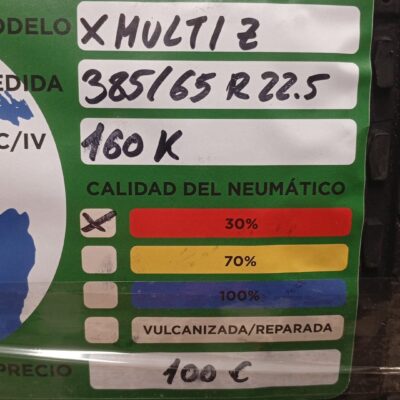 ODELO X MULTI Z
EDIDA 385/65 R 22.5
C/IV 160 K
CALIDAD DEL NEUMÁTICO
X 30%
70%
100%
VULCANIZADA/REPARADA
PRECIO 100 €